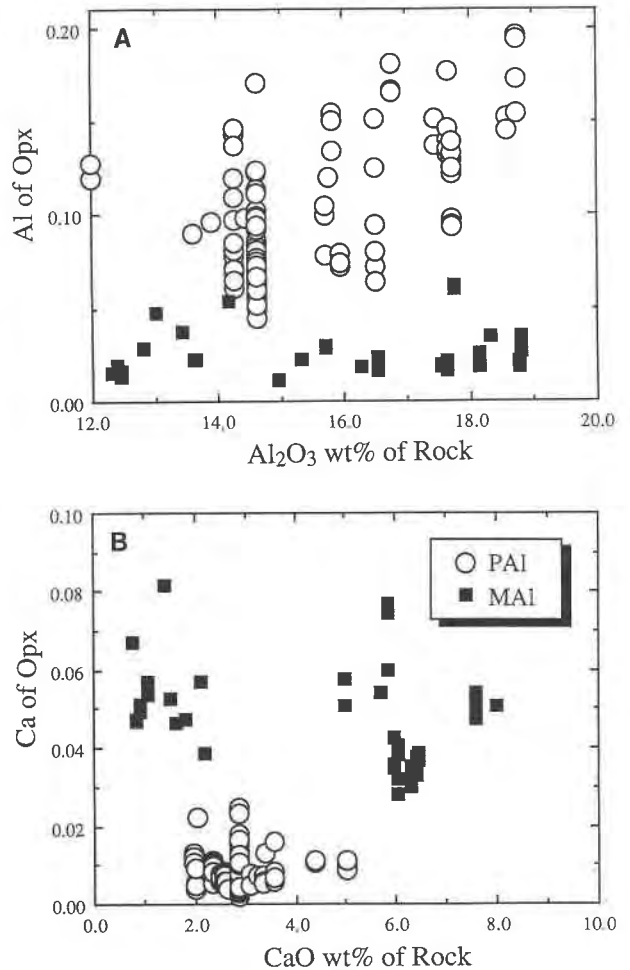 A
0.20
0.10
0.00
Al of Opx
12.0 14.0 16.0 18.0 20.0
Al₂O₃ wt% of Rock
B
0.10
0.08
0.06
0.04
0.02
0.00
Ca of Opx
PAl
MAl
0.0 2.0 4.0 6.0 8.0 10.0
CaO wt% of Rock